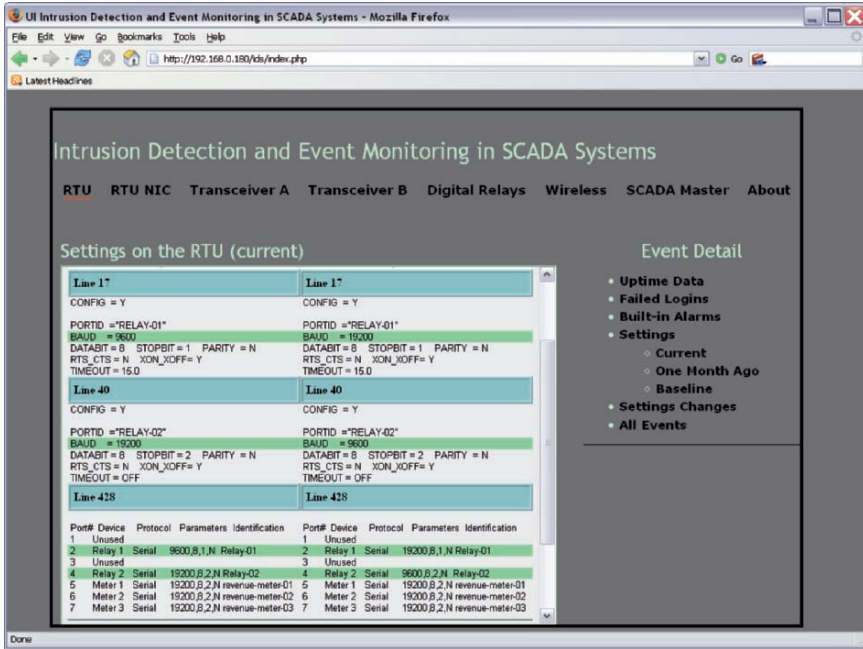 UI Intrusion Detection and Event Monitoring in SCADA Systems - Mozilla Firefox
File Edit View Go Bookmarks Tools Help
http://192.168.0.180/ids/index.php
Go
Latest Headlines
Intrusion Detection and Event Monitoring in SCADA Systems
RTU RTU NIC Transceiver A Transceiver B Digital Relays Wireless SCADA Master About
Settings on the RTU (current)
Line 17
CONFIG = Y
PORTID ="RELAY-01"
BAUD = 9600
DATABIT = 8 STOPBIT = 1 PARITY = N
RTS_CTS = N XON_XOFF= Y
TIMEOUT = 15.0
Line 40
CONFIG = Y
PORTID ="RELAY-02"
BAUD = 19200
DATABIT = 8 STOPBIT = 2 PARITY = N
RTS_CTS = N XON_XOFF= Y
TIMEOUT = OFF
Line 428
Port# Device Protocol Parameters Identification
1 Unused
2 Relay 1 Serial 9600,8,1,N Relay-01
3 Unused
4 Relay 2 Serial 19200,8,2,N Relay-02
5 Meter 1 Serial 19200,8,2,N revenue-meter-01
6 Meter 2 Serial 19200,8,2,N revenue-meter-02
7 Meter 3 Serial 19200,8,2,N revenue-meter-03
Line 17
CONFIG = Y
PORTID ="RELAY-01"
BAUD = 19200
DATABIT = 8 STOPBIT = 1 PARITY = N
RTS_CTS = N XON_XOFF= Y
TIMEOUT = 15.0
Line 40
CONFIG = Y
PORTID ="RELAY-02"
BAUD = 9600
DATABIT = 8 STOPBIT = 2 PARITY = N
RTS_CTS = N XON_XOFF= Y
TIMEOUT = OFF
Line 428
Port# Device Protocol Parameters Identification
1 Unused
2 Relay 1 Serial 19200,8,1,N Relay-01
3 Unused
4 Relay 2 Serial 9600,8,2,N Relay-02
5 Meter 1 Serial 19200,8,2,N revenue-meter-01
6 Meter 2 Serial 19200,8,2,N revenue-meter-02
7 Meter 3 Serial 19200,8,2,N revenue-meter-03
Event Detail
Uptime Data
Failed Logins
Built-in Alarms
Settings
Current
One Month Ago
Baseline
Settings Changes
All Events
Done